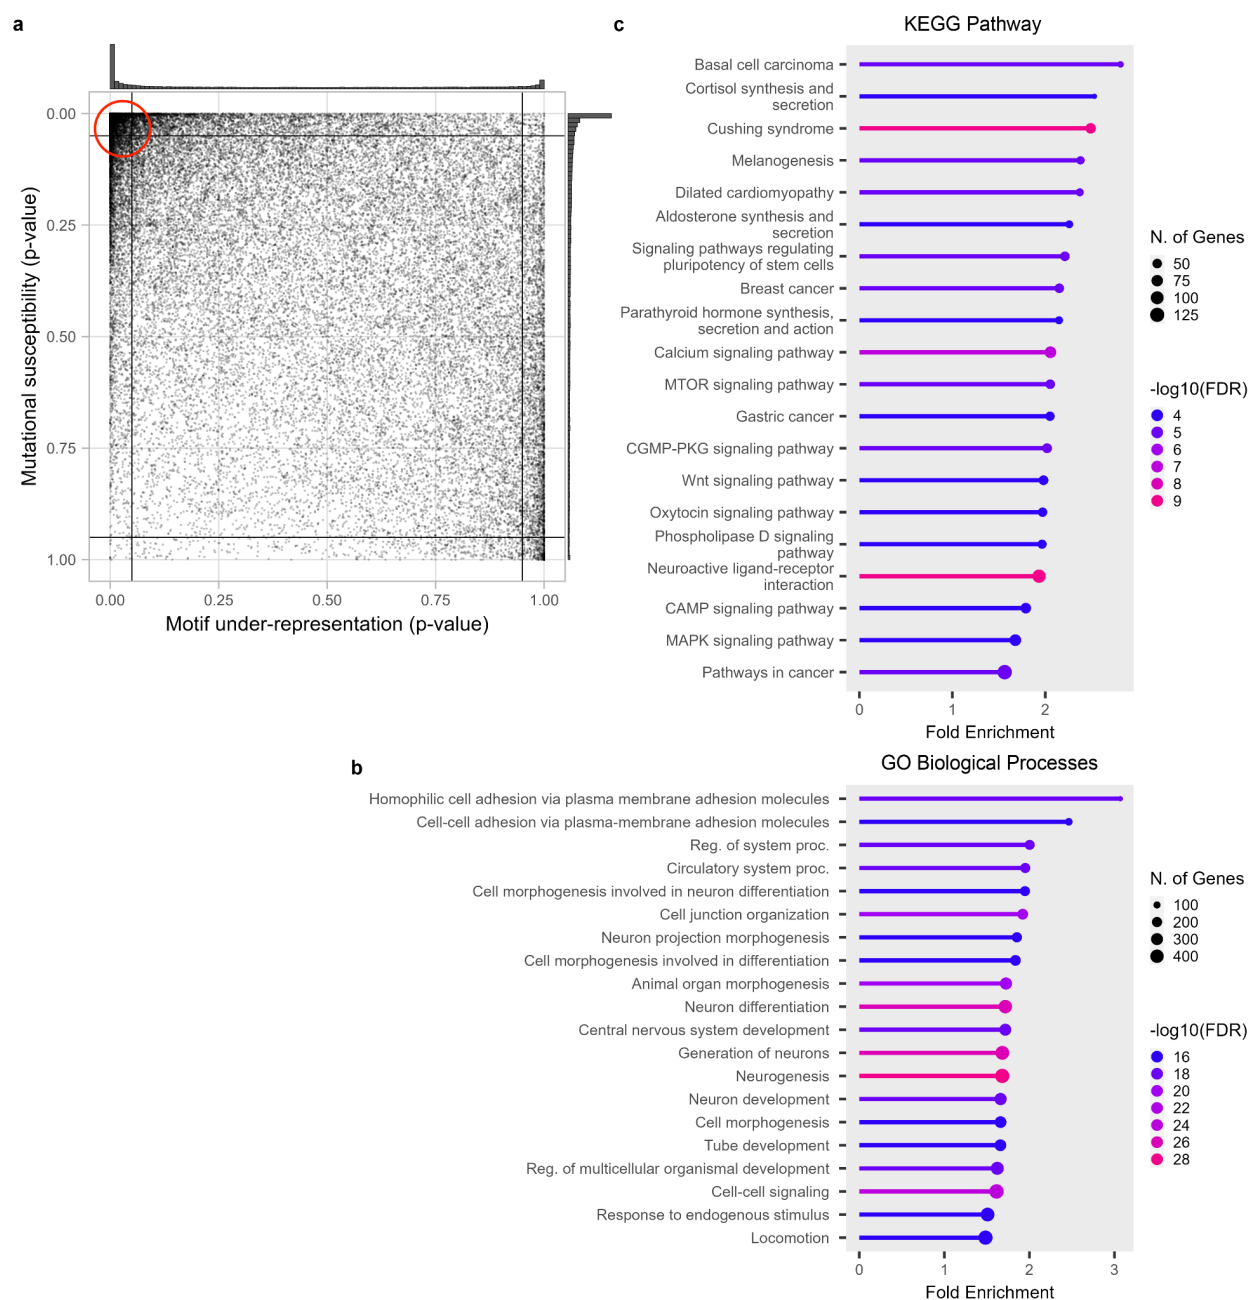 a
0.00
0.25
0.50
0.75
1.00
Mutational susceptibility (p-value)
0.00
0.25
0.50
0.75
1.00
Motif under-representation (p-value)
c
KEGG Pathway
Basal cell carcinoma
Cortisol synthesis and
secretion
Cushing syndrome
Melanogenesis
Dilated cardiomyopathy
Aldosterone synthesis and
secretion
Signaling pathways regulating
pluripotency of stem cells
Breast cancer
Parathyroid hormone synthesis,
secretion and action
Calcium signaling pathway
MTOR signaling pathway
Gastric cancer
CGMP-PKG signaling pathway
Wnt signaling pathway
Oxytocin signaling pathway
Phospholipase D signaling
pathway
Neuroactive ligand-receptor
interaction
CAMP signaling pathway
MAPK signaling pathway
Pathways in cancer
0
1
2
Fold Enrichment
N. of Genes
50
75
100
125
-log10(FDR)
4
5
6
7
8
9
b
GO Biological Processes
Homophilic cell adhesion via plasma membrane adhesion molecules
Cell-cell adhesion via plasma-membrane adhesion molecules
Reg. of system proc.
Circulatory system proc.
Cell morphogenesis involved in neuron differentiation
Cell junction organization
Neuron projection morphogenesis
Cell morphogenesis involved in differentiation
Animal organ morphogenesis
Neuron differentiation
Central nervous system development
Generation of neurons
Neurogenesis
Neuron development
Cell morphogenesis
Tube development
Reg. of multicellular organismal development
Cell-cell signaling
Response to endogenous stimulus
Locomotion
0
1
2
3
Fold Enrichment
N. of Genes
100
200
300
400
-log10(FDR)
16
18
20
22
24
26
28